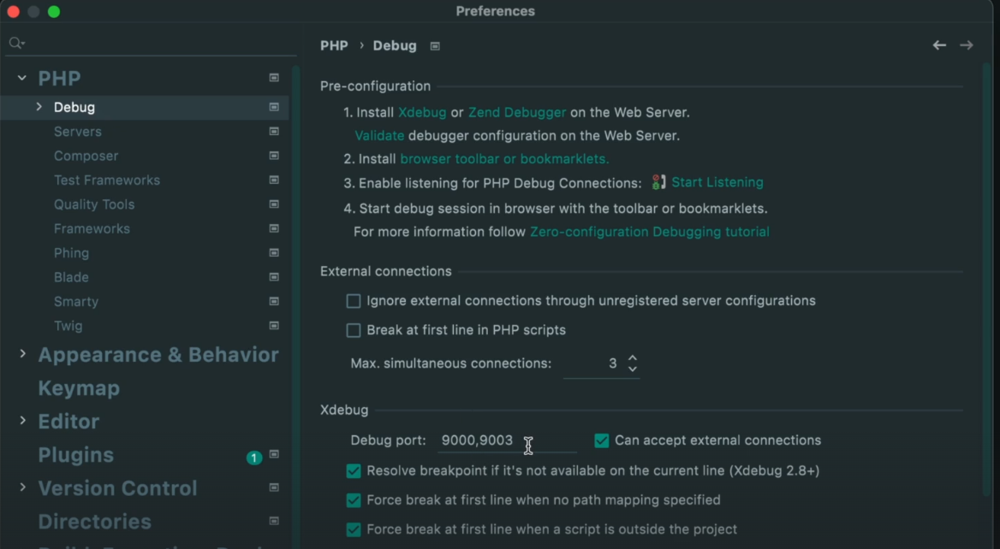 Preferences
PHP
Debug
Servers
Composer
Test Frameworks
Quality Tools
Frameworks
Phing
Blade
Smarty
Twig
Appearance & Behavior
Keymap
Editor
Plugins 1
Version Control
Directories
PHP › Debug
Pre-configuration
1. Install Xdebug or Zend Debugger on the Web Server.
Validate debugger configuration on the Web Server.
2. Install browser toolbar or bookmarklets.
3. Enable listening for PHP Debug Connections: Start Listening
4. Start debug session in browser with the toolbar or bookmarklets.
For more information follow Zero-configuration Debugging tutorial
External connections
Ignore external connections through unregistered server configurations
Break at first line in PHP scripts
Max. simultaneous connections: 3
Xdebug
Debug port: 9000,9003 Can accept external connections
Resolve breakpoint if it's not available on the current line (Xdebug 2.8+)
Force break at first line when no path mapping specified
Force break at first line when a script is outside the project